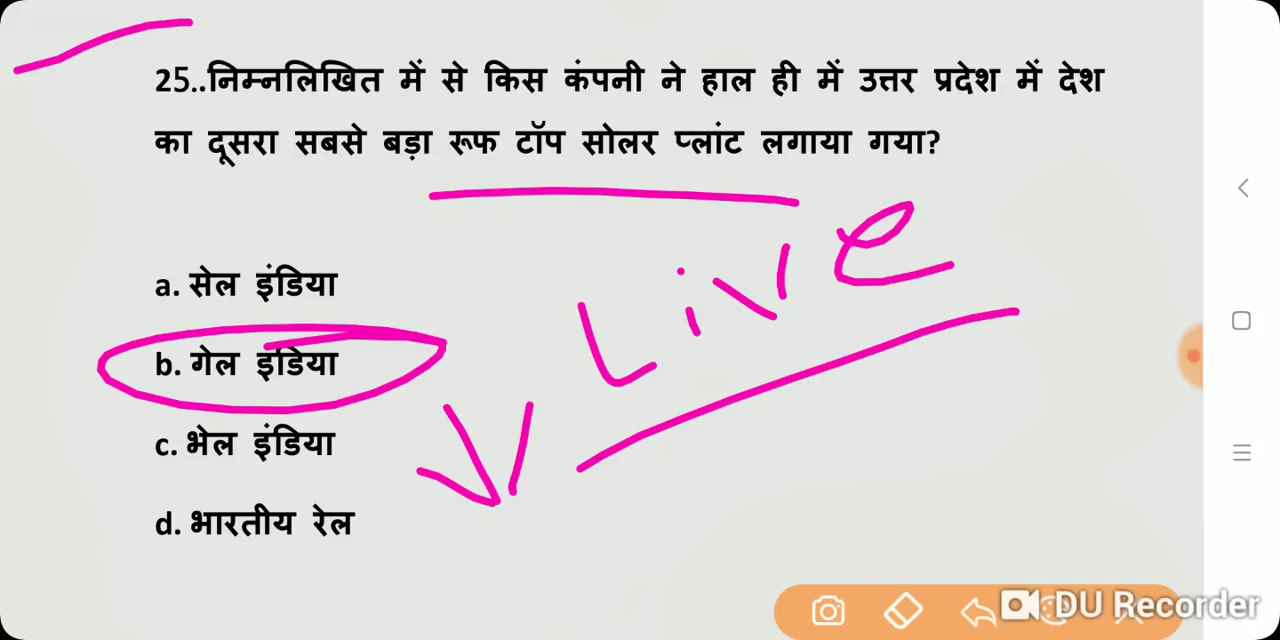 25..निम्नलिखित में से किस कंपनी ने हाल ही में उत्तर प्रदेश में देश
का दूसरा सबसे बड़ा रूफ टॉप सोलर प्लांट लगाया गया?
a. सेल इंडिया
Live
b. गेल इंडिया
c. भेल इंडिया
d. भारतीय रेल
DU Recorder